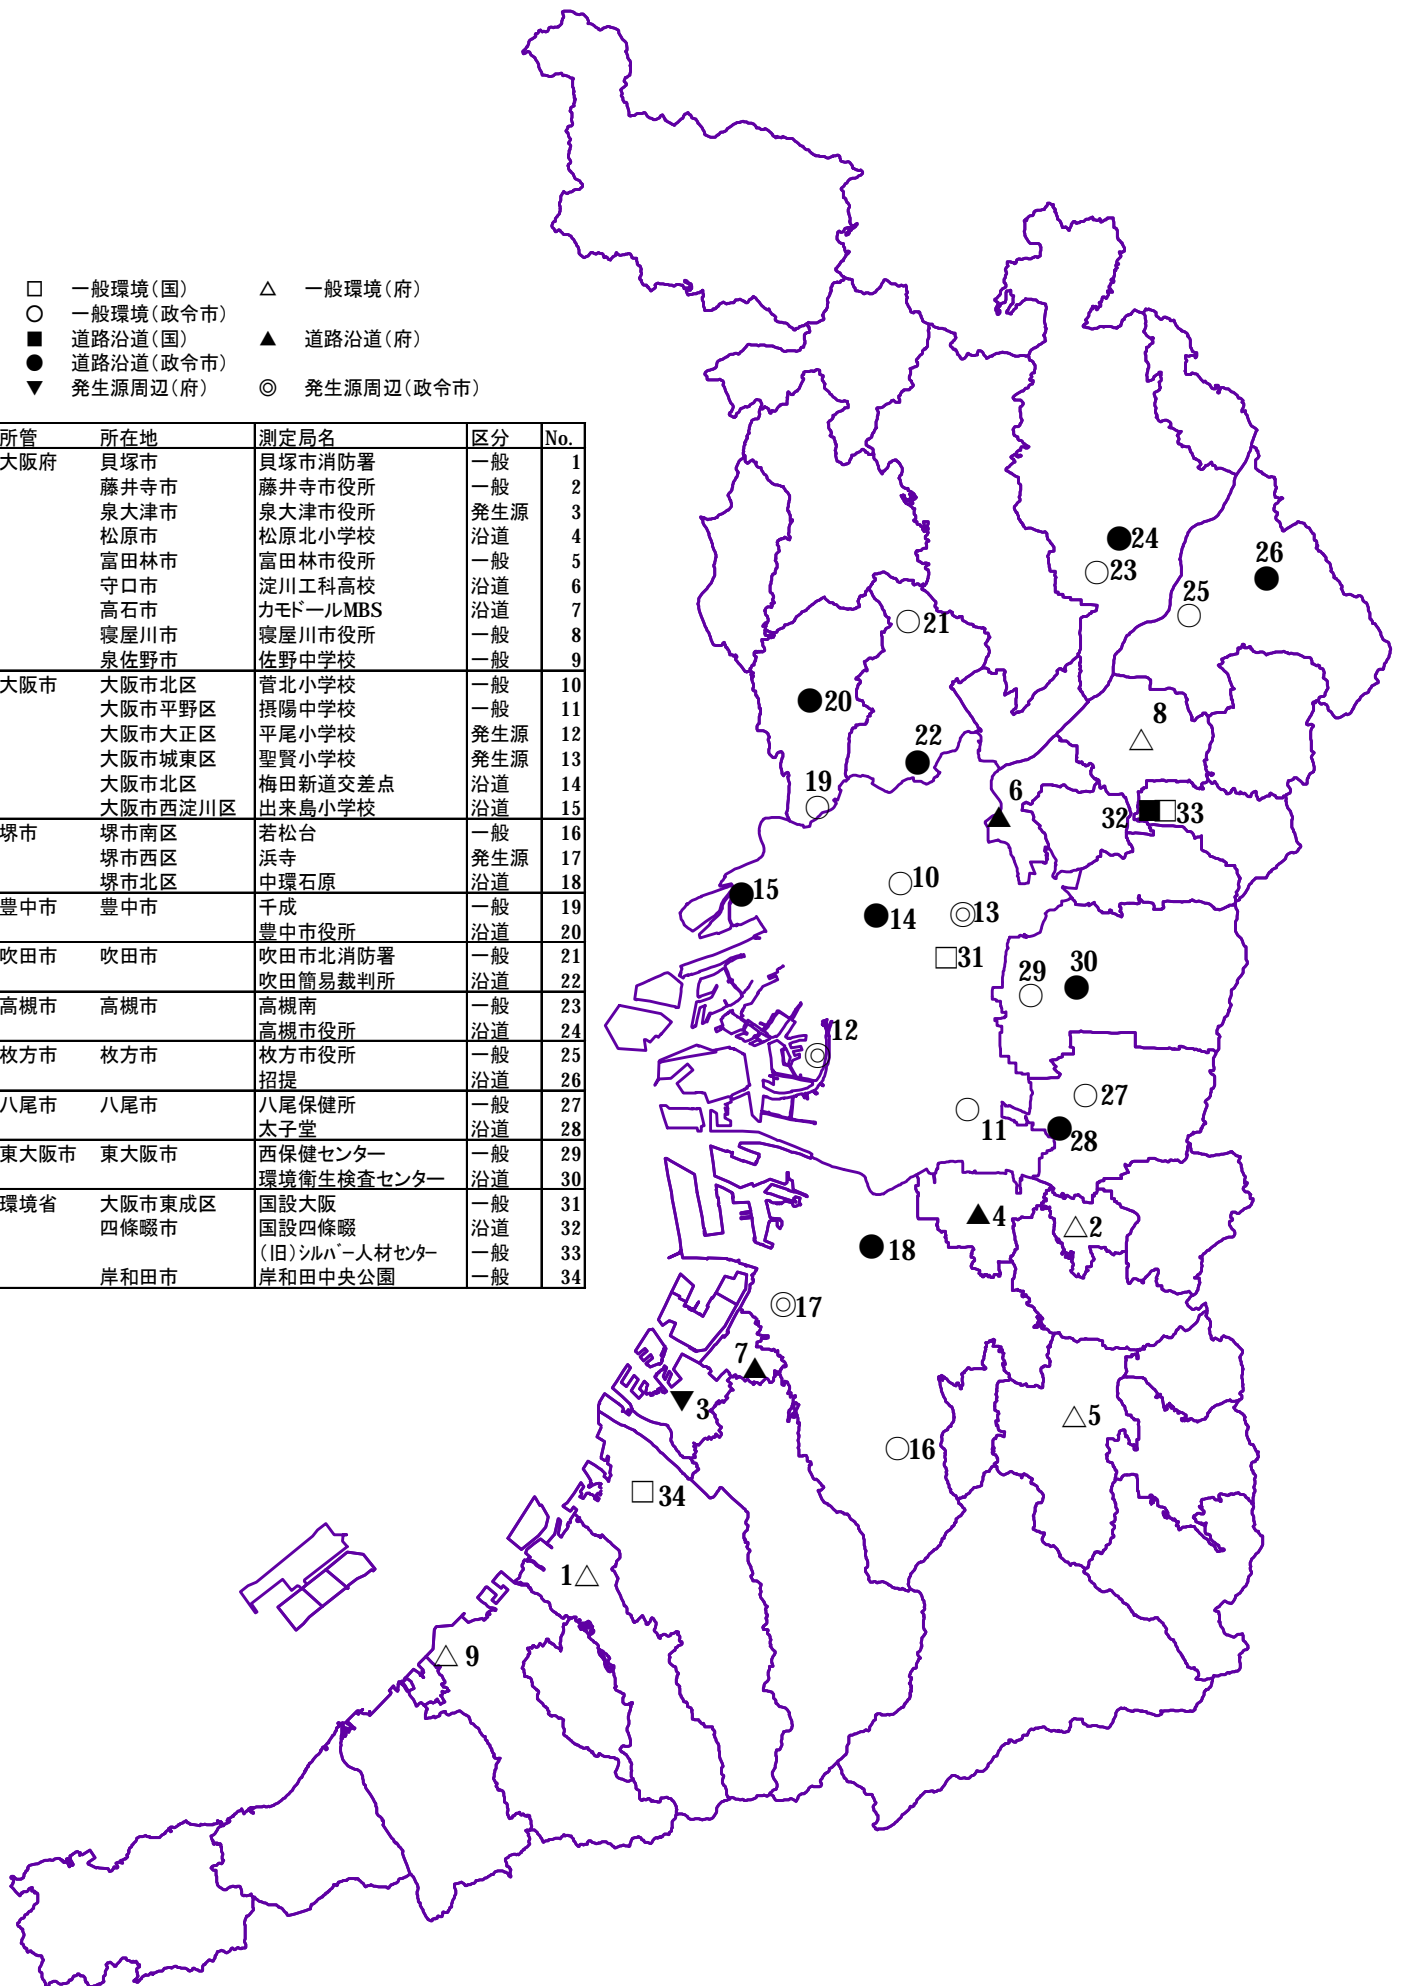 □ 一般環境(国) △ 一般環境(府)
○ 一般環境(政令市)
■ 道路沿道(国) ▲ 道路沿道(府)
● 道路沿道(政令市)
▼ 発生源周辺(府) ◎ 発生源周辺(政令市)
所管 所在地 測定局名 区分 No.
大阪府 貝塚市 貝塚市消防署 一般 1
藤井寺市 藤井寺市役所 一般 2
泉大津市 泉大津市役所 発生源 3
松原市 松原北小学校 沿道 4
富田林市 富田林市役所 一般 5
守口市 淀川工科高校 沿道 6
高石市 カモドールMBS 沿道 7
寝屋川市 寝屋川市役所 一般 8
泉佐野市 佐野中学校 一般 9
大阪市 大阪市北区 菅北小学校 一般 10
大阪市平野区 摂陽中学校 一般 11
大阪市大正区 平尾小学校 発生源 12
大阪市城東区 聖賢小学校 発生源 13
大阪市北区 梅田新道交差点 沿道 14
大阪市西淀川区 出来島小学校 沿道 15
堺市 堺市南区 若松台 一般 16
堺市西区 浜寺 発生源 17
堺市北区 中環石原 沿道 18
豊中市 豊中市 千成 一般 19
豊中市役所 沿道 20
吹田市 吹田市 吹田市北消防署 一般 21
吹田簡易裁判所 沿道 22
高槻市 高槻市 高槻南 一般 23
高槻市役所 沿道 24
枚方市 枚方市 枚方市役所 一般 25
招提 沿道 26
八尾市 八尾市 八尾保健所 一般 27
太子堂 沿道 28
東大阪市 東大阪市 西保健センター 一般 29
環境衛生検査センター 沿道 30
環境省 大阪市東成区 国設大阪 一般 31
四條畷市 国設四條畷 沿道 32
(旧)シルバー人材センター 一般 33
岸和田市 岸和田中央公園 一般 34
24
23
26
25
21
20
8
22
19
6
32
33
15
10
14
13
31
29
30
12
27
11
28
4
2
18
17
7
3
5
16
34
1
9